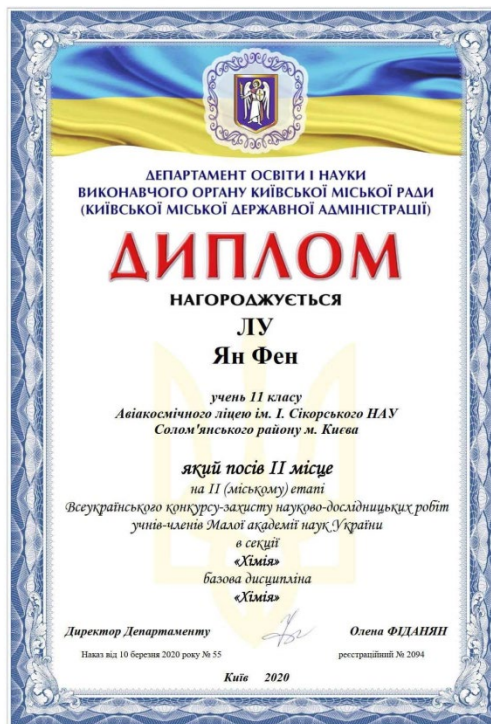 ДЕПАРТАМЕНТ ОСВІТИ І НАУКИ
ВИКОНАВЧОГО ОРГАНУ КИЇВСЬКОЇ МІСЬКОЇ РАДИ
(КИЇВСЬКОЇ МІСЬКОЇ ДЕРЖАВНОЇ АДМІНІСТРАЦІЇ)
ДИПЛОМ
НАГОРОДЖУЄТЬСЯ
ЛУ
Ян Фен
учень 11 класу
Авіакосмічного ліцею ім. І. Сікорського НАУ
Солом'янського району м. Києва
який посів ІІ місце
на ІІ (міському) етапі
Всеукраїнського конкурсу-захисту науково-дослідницьких робіт
учнів-членів Малої академії наук України
в секції
«Хімія»
базова дисципліна
«Хімія»
Директор Департаменту Олена ФІДАНЯН
Наказ від 10 березня 2020 року № 55 реєстраційний № 2094
Київ 2020